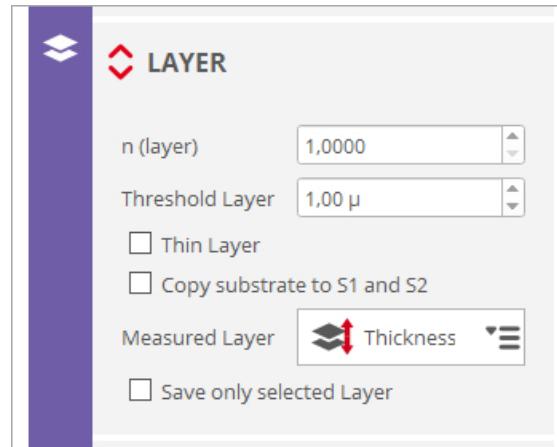 LAYER
n (layer) 1,0000
Threshold Layer 1,00 µ
Thin Layer
Copy substrate to S1 and S2
Measured Layer Thickness
Save only selected Layer